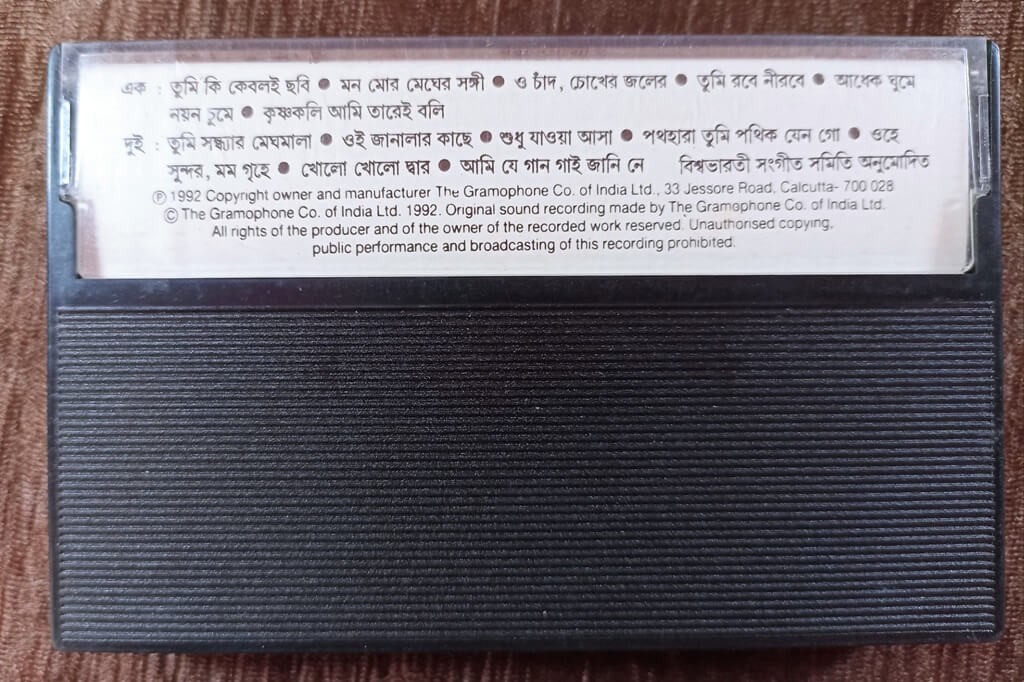 এক : তুমি কি কেবলই ছবি ● মন মোর মেঘের সঙ্গী ● ও চাঁদ, চোখের জলের ● তুমি রবে নীরবে ● আধেক ঘুমে
নয়ন চুমে ● কৃষ্ণকলি আমি তারেই বলি
দুই : তুমি সন্ধ্যার মেঘমালা ● ওই জানালার কাছে ● শুধু যাওয়া আসা ● পথহারা তুমি পথিক যেন গো ● ওহে
সুন্দর, মম গৃহে ● খোলো খোলো দ্বার ● আমি যে গান গাই জানি নে বিশ্বভারতী সংগীত সমিতি অনুমোদিত
Ⓟ 1992 Copyright owner and manufacturer The Gramophone Co. of India Ltd., 33 Jessore Road, Calcutta- 700 028
© The Gramophone Co. of India Ltd. 1992. Original sound recording made by The Gramophone Co. of India Ltd.
All rights of the producer and of the owner of the recorded work reserved. Unauthorised copying,
public performance and broadcasting of this recording prohibited.